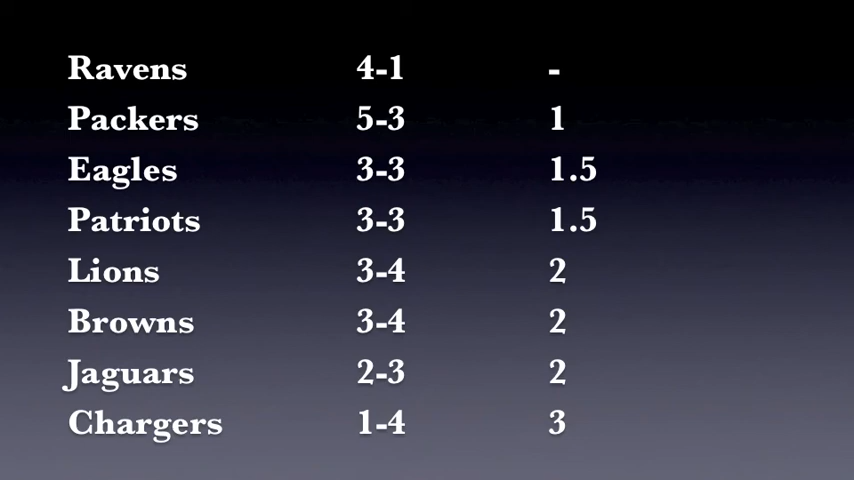 Ravens 4-1 -
Packers 5-3 1
Eagles 3-3 1.5
Patriots 3-3 1.5
Lions 3-4 2
Browns 3-4 2
Jaguars 2-3 2
Chargers 1-4 3